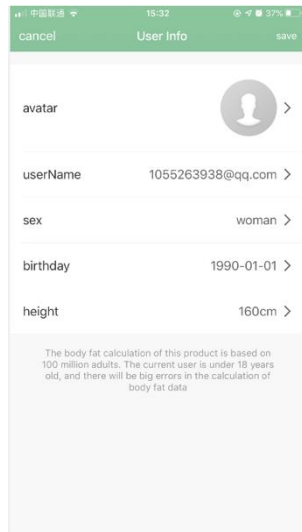 中国联通 15:32 37%
cancel User Info save
avatar
userName 1055263938@qq.com
sex woman
birthday 1990-01-01
height 160cm
The body fat calculation of this product is based on
100 million adults. The current user is under 18 years
old, and there will be big errors in the calculation of
body fat data